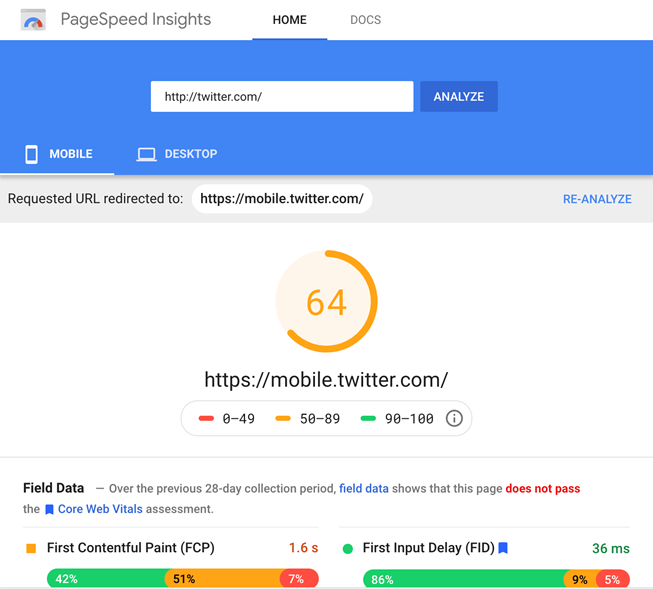 PageSpeed Insights
HOME
DOCS
http://twitter.com/
ANALYZE
MOBILE
DESKTOP
Requested URL redirected to:
https://mobile.twitter.com/
RE-ANALYZE
64
https://mobile.twitter.com/
0–49
50–89
90–100
Field Data — Over the previous 28-day collection period, field data shows that this page does not pass
the Core Web Vitals assessment.
First Contentful Paint (FCP)
1.6 s
42%
51%
7%
First Input Delay (FID)
36 ms
86%
9%
5%